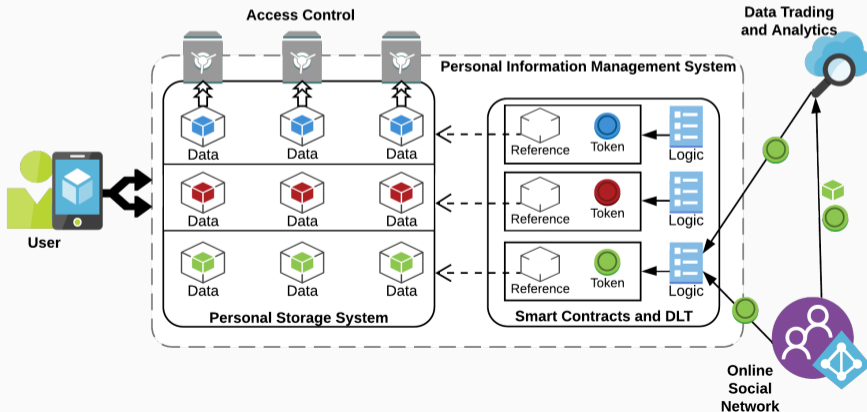 Access Control
Data Trading
and Analytics
Personal Information Management System
Data
Data
Data
Reference
Token
Logic
Data
Data
Data
Reference
Token
Logic
User
Data
Data
Data
Reference
Token
Logic
Personal Storage System
Smart Contracts and DLT
Online
Social
Network